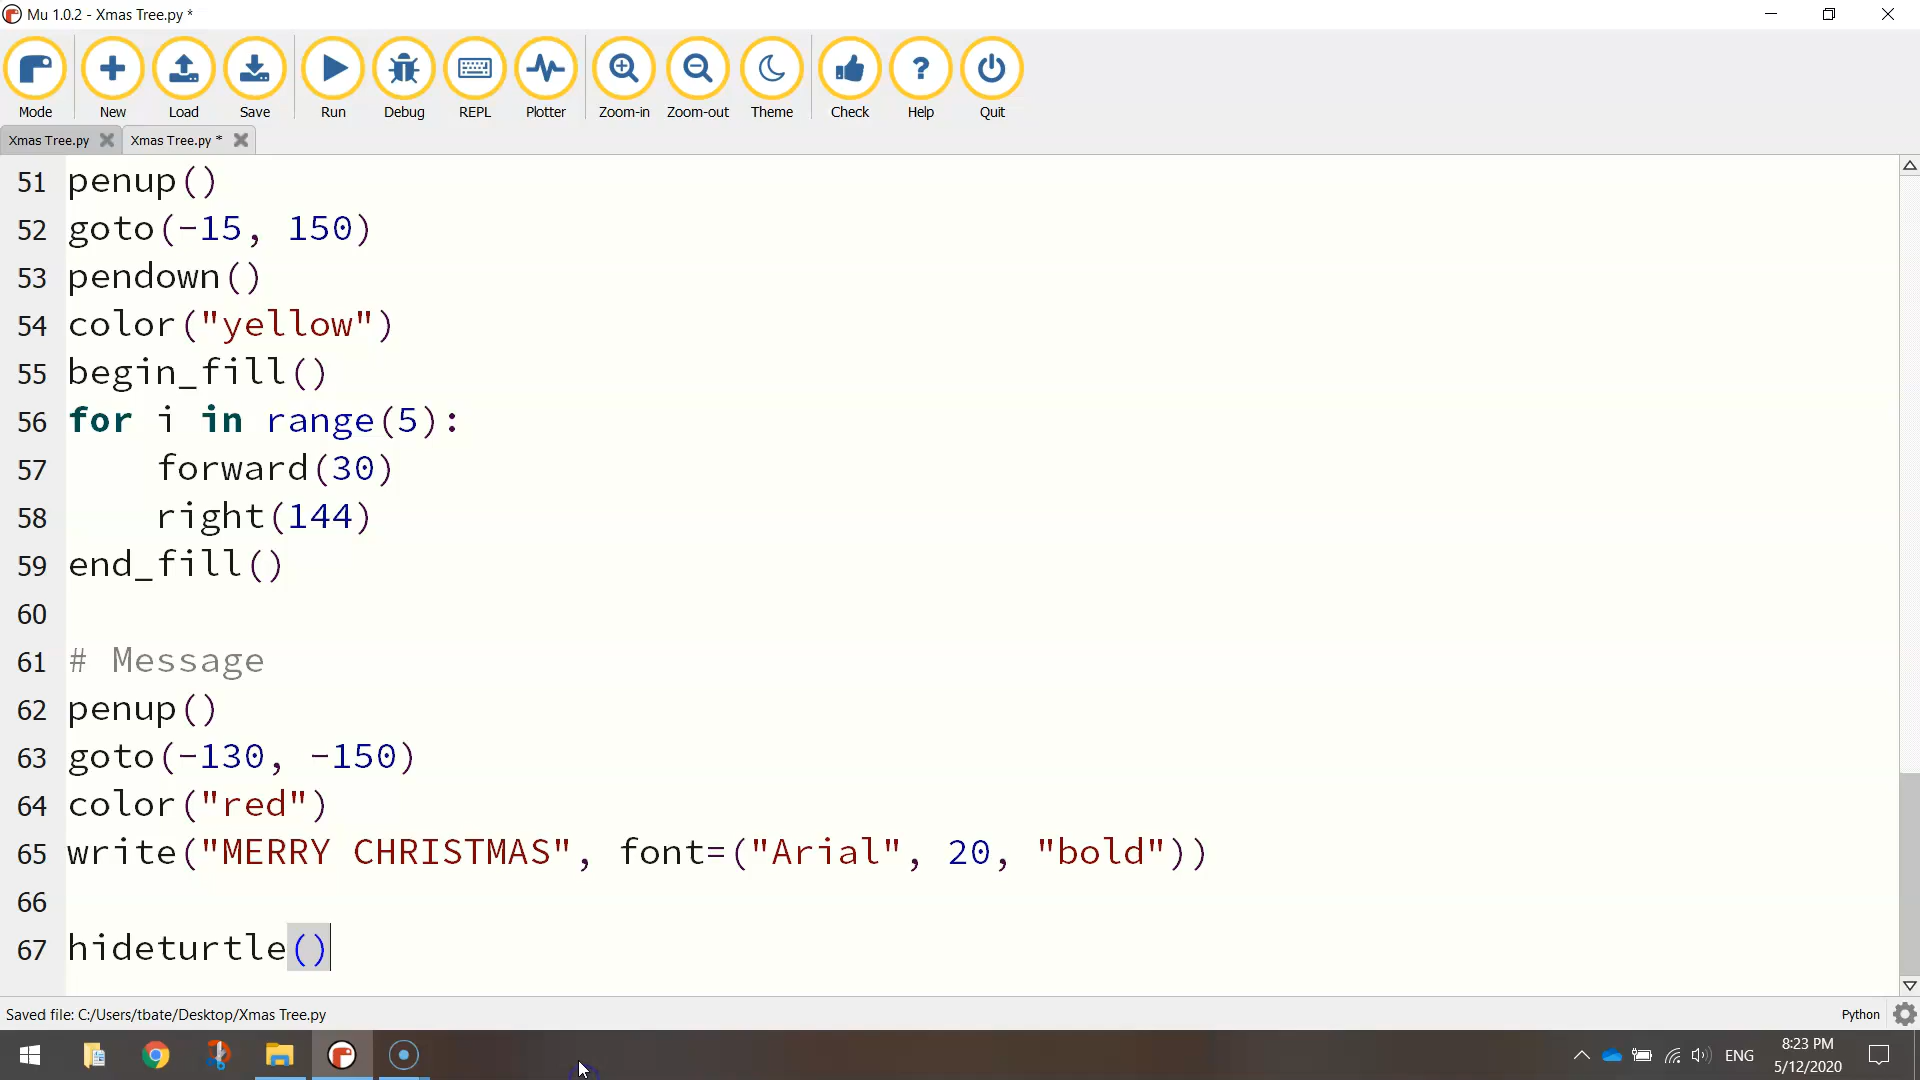 Mu 1.0.2 - Xmas Tree.py *
Mode New Load Save Run Debug REPL Plotter Zoom-in Zoom-out Theme Check Help Quit
Xmas Tree.py Xmas Tree.py *
51 penup()
52 goto(-15, 150)
53 pendown()
54 color("yellow")
55 begin_fill()
56 for i in range(5):
57     forward(30)
58     right(144)
59 end_fill()
60
61 # Message
62 penup()
63 goto(-130, -150)
64 color("red")
65 write("MERRY CHRISTMAS", font=("Arial", 20, "bold"))
66
67 hideturtle()
Saved file: C:/Users/tbate/Desktop/Xmas Tree.py Python
ENG 8:23 PM
5/12/2020